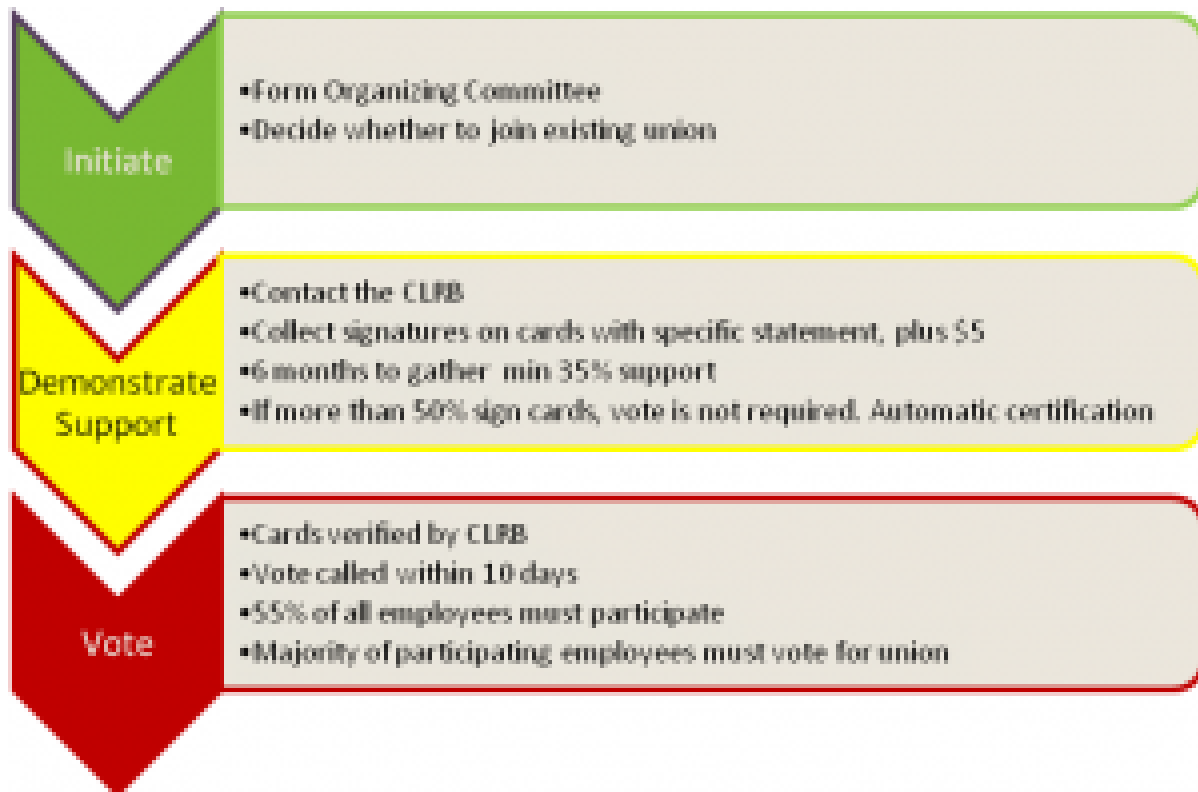 Initiate
•Form Organizing Committee
•Decide whether to join existing union
Demonstrate
Support
•Contact the CLRB
•Collect signatures on cards with specific statement, plus $5
•6 months to gather min 35% support
•If more than 50% sign cards, vote is not required. Automatic certification
Vote
•Cards verified by CLRB
•Vote called within 10 days
•55% of all employees must participate
•Majority of participating employees must vote for union